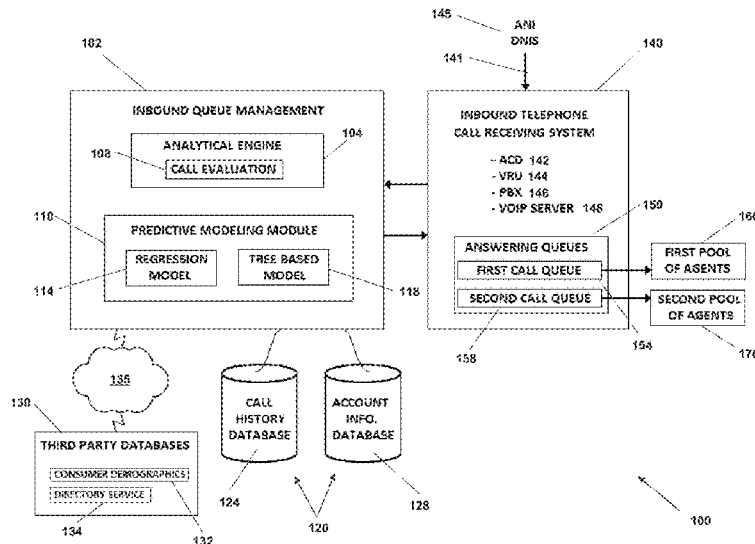 145
ANI
DNIS
102
141
140
INBOUND QUEUE MANAGEMENT
ANALYTICAL ENGINE
104
108
CALL EVALUATION
110
PREDICTIVE MODELING MODULE
REGRESSION
MODEL
TREE BASED
MODEL
114
118
INBOUND TELEPHONE
CALL RECEIVING SYSTEM
- ACD 142
- VRU 144
- PBX 146
- VOIP SERVER 148
150
ANSWERING QUEUES
FIRST CALL QUEUE
SECOND CALL QUEUE
158
154
FIRST POOL
OF AGENTS
SECOND POOL
OF AGENTS
170
135
130
THIRD PARTY DATABASES
CONSUMER DEMOGRAPHICS
DIRECTORY SERVICE
134
132
CALL
HISTORY
DATABASE
ACCOUNT
INFO.
DATABASE
124
120
128
100